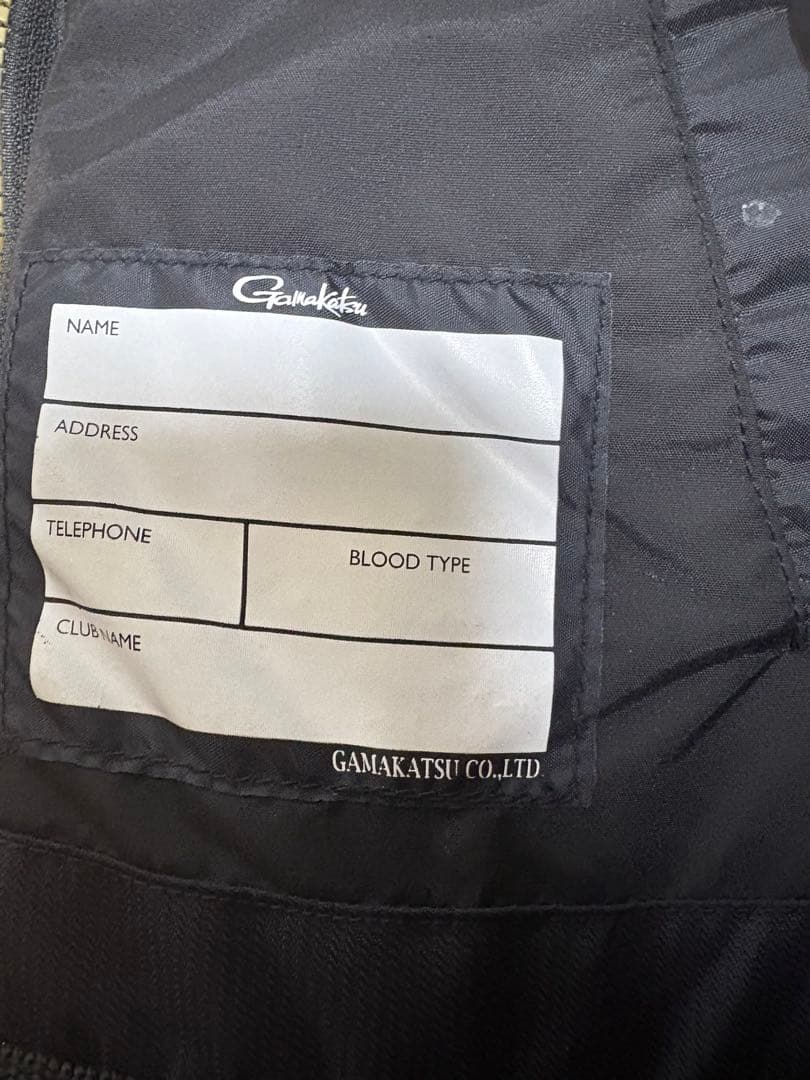 Gamakatsu
NAME
ADDRESS
TELEPHONE
BLOOD TYPE
CLUB NAME
GAMAKATSU CO.,LTD